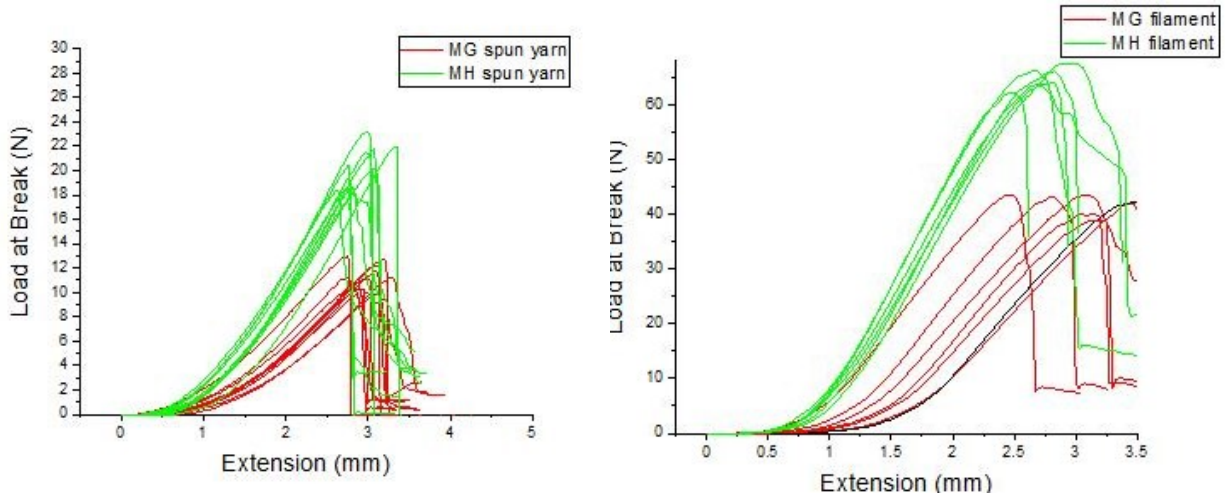 MG spun yarn
MH spun yarn
30
28
26
24
22
20
18
16
14
12
10
8
6
4
2
0
Load at Break (N)
0 1 2 3 4 5
Extension (mm)
MG filament
MH filament
60
50
40
30
20
10
0
Load at Break (N)
0 0.5 1 1.5 2 2.5 3 3.5
Extension (mm)